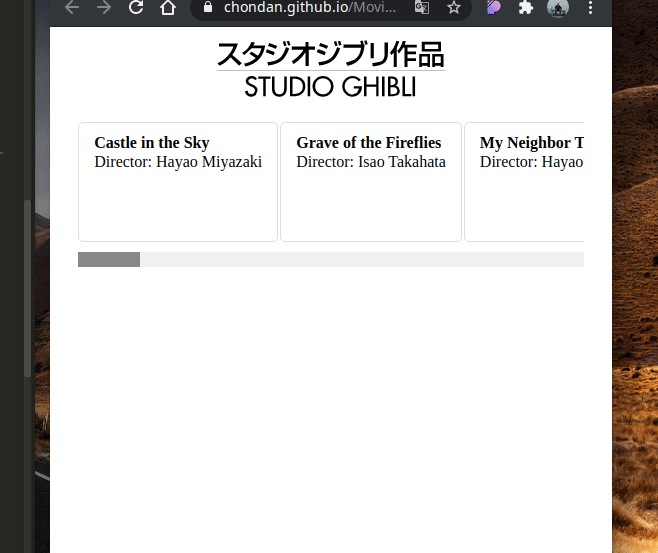 chondan.github.io/Movi...
スタジオジブリ作品
STUDIO GHIBLI
Castle in the Sky
Director: Hayao Miyazaki
Grave of the Fireflies
Director: Isao Takahata
My Neighbor T
Director: Hayao